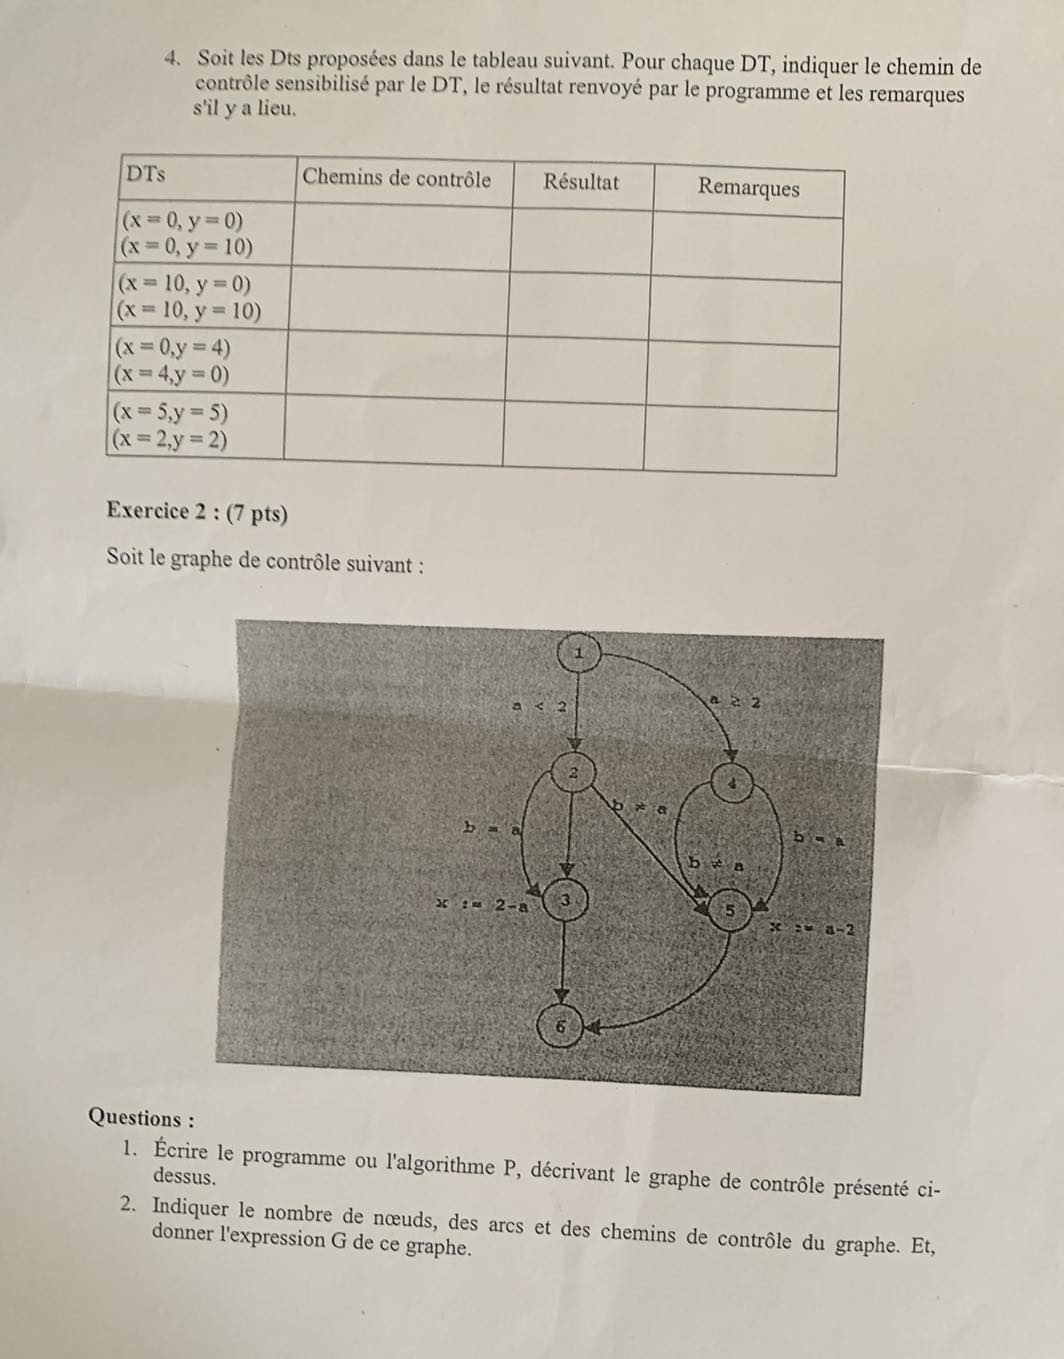 4. Soit les Dts proposées dans le tableau suivant. Pour chaque DT, indiquer le chemin de
contrôle sensibilisé par le DT, le résultat renvoyé par le programme et les remarques
s'il y a lieu.
DTs Chemins de contrôle Résultat Remarques
(x = 0, y = 0)
(x = 0, y = 10)
(x = 10, y = 0)
(x = 10, y = 10)
(x = 0,y = 4)
(x = 4,y = 0)
(x = 5,y = 5)
(x = 2,y = 2)
Exercice 2 : (7 pts)
Soit le graphe de contrôle suivant :
1
a < 2
a ≥ 2
2
4
b ≠ a
b = a
b = a
b ≠ a
x := 2-a
3
5
x := a-2
6
Questions :
1. Écrire le programme ou l'algorithme P, décrivant le graphe de contrôle présenté ci-
dessus.
2. Indiquer le nombre de nœuds, des arcs et des chemins de contrôle du graphe. Et,
donner l'expression G de ce graphe.